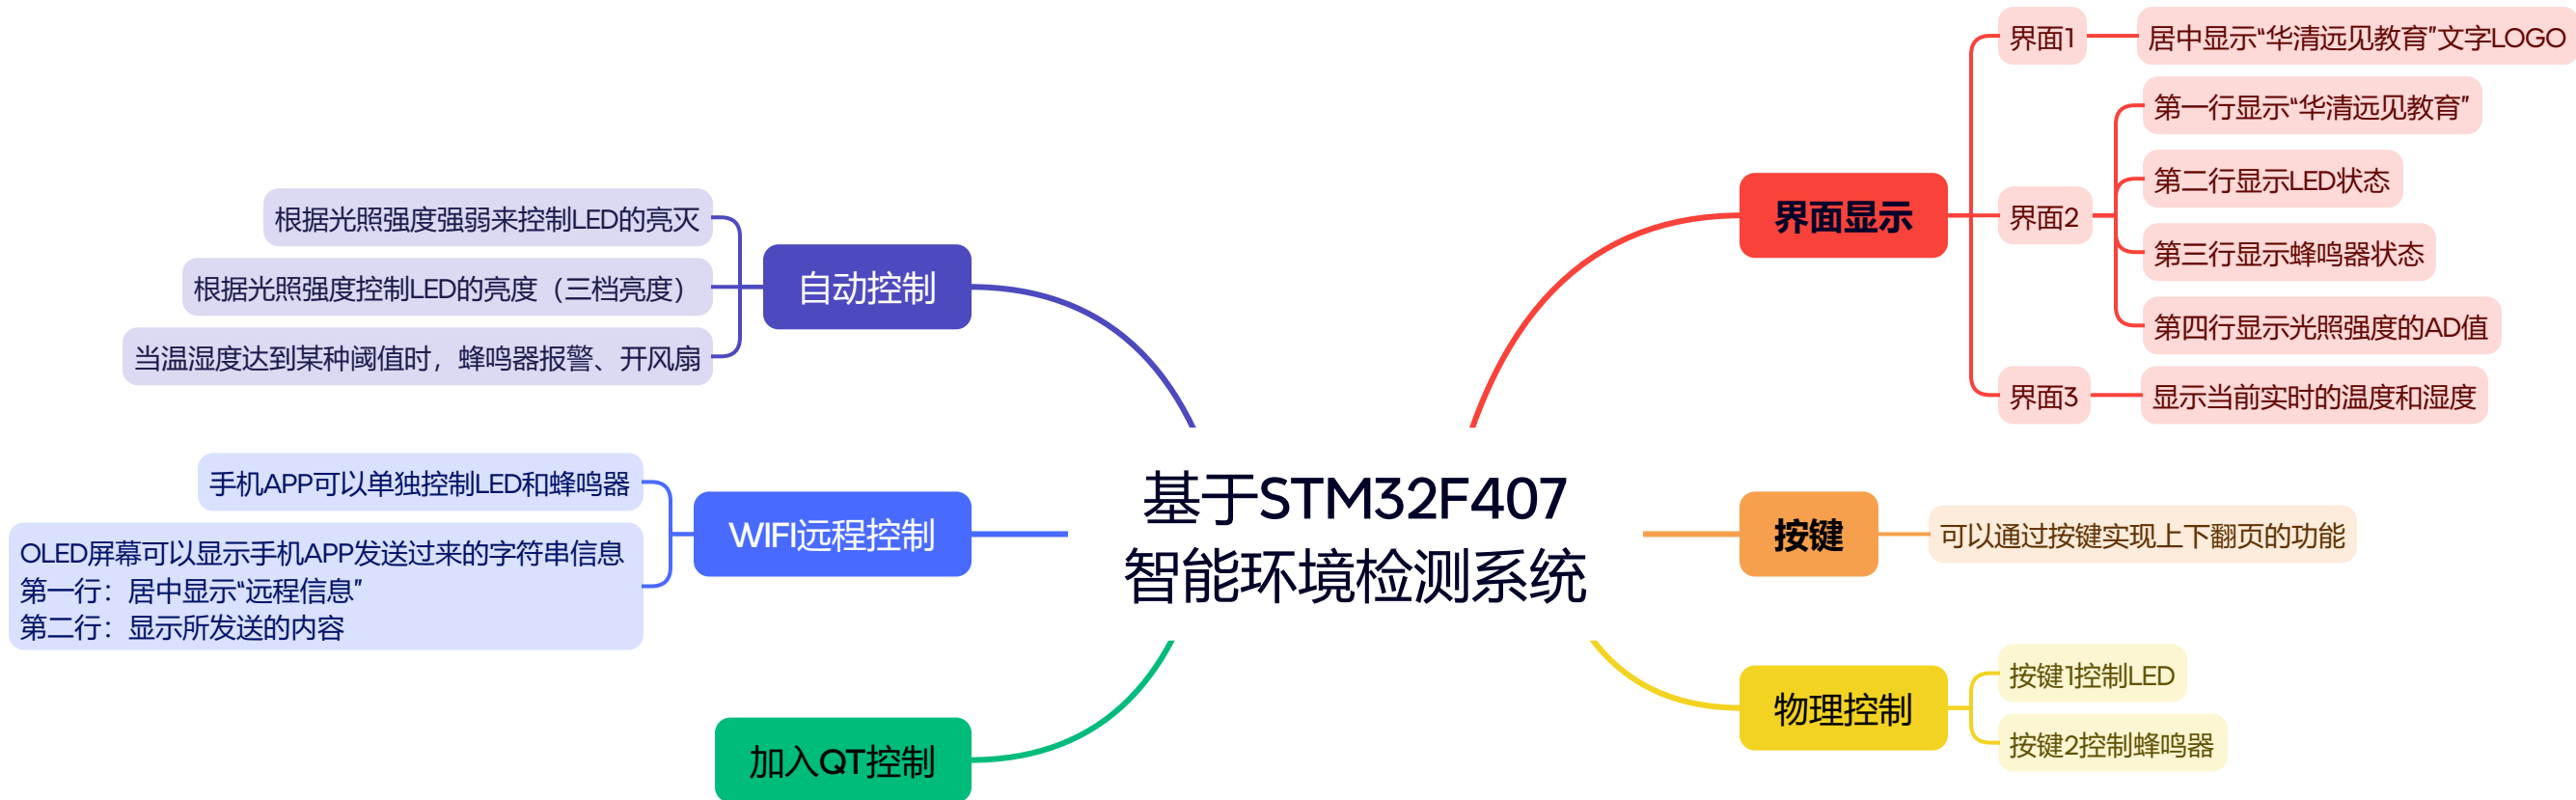 基于STM32F407
智能环境检测系统
界面显示
界面1
居中显示“华清远见教育”文字LOGO
界面2
第一行显示“华清远见教育”
第二行显示LED状态
第三行显示蜂鸣器状态
第四行显示光照强度的AD值
界面3
显示当前实时的温度和湿度
按键
可以通过按键实现上下翻页的功能
物理控制
按键1控制LED
按键2控制蜂鸣器
自动控制
根据光照强度强弱来控制LED的亮灭
根据光照强度控制LED的亮度（三档亮度）
当温湿度达到某种阈值时，蜂鸣器报警、开风扇
WIFI远程控制
手机APP可以单独控制LED和蜂鸣器
OLED屏幕可以显示手机APP发送过来的字符串信息
第一行：居中显示“远程信息”
第二行：显示所发送的内容
加入QT控制